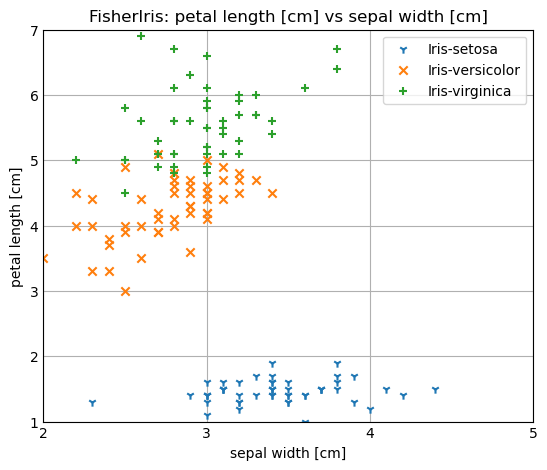 FisherIris: petal length [cm] vs sepal width [cm]
Iris-setosa
Iris-versicolor
Iris-virginica
petal length [cm]
7
6
5
4
3
2
1
2 3 4 5
sepal width [cm]